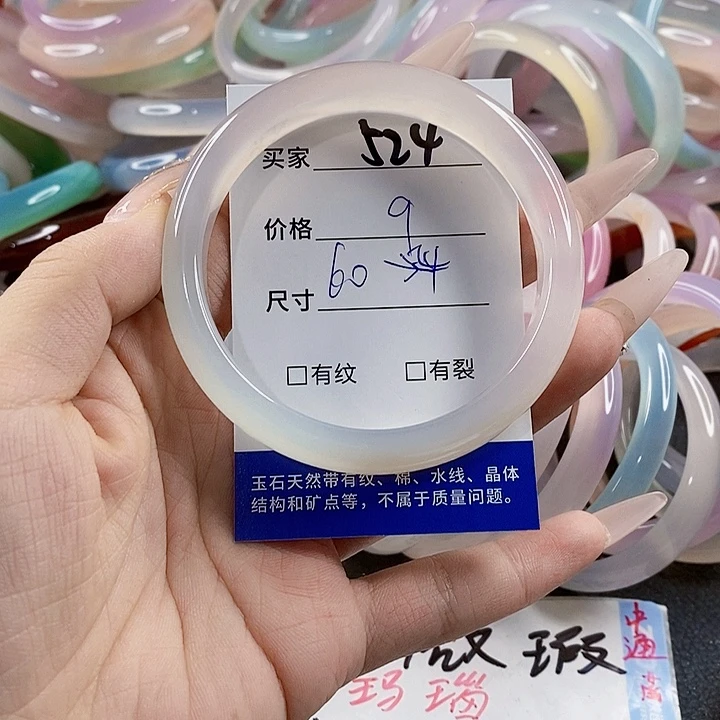 买家 524
价格 9
尺寸 60
□有纹 □有裂
玉石天然带有纹、棉、水线、晶体
结构和矿点等，不属于质量问题。
中通
玛瑙